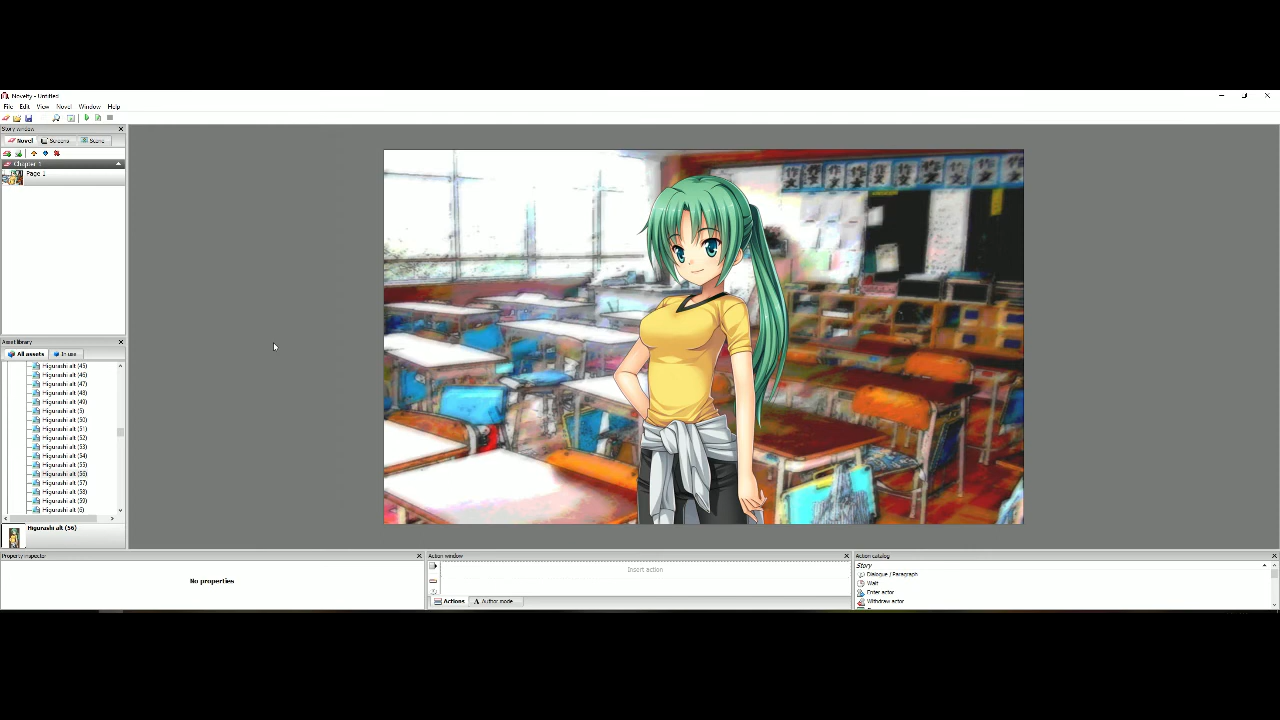 Novelty - Untitled
File Edit View Novel Window Help
Story window
Novel Screens Scene
Chapter 1
Page 1
Asset library
All assets In use
Higurashi alt (45)
Higurashi alt (46)
Higurashi alt (47)
Higurashi alt (48)
Higurashi alt (49)
Higurashi alt (5)
Higurashi alt (50)
Higurashi alt (51)
Higurashi alt (52)
Higurashi alt (53)
Higurashi alt (54)
Higurashi alt (55)
Higurashi alt (56)
Higurashi alt (57)
Higurashi alt (58)
Higurashi alt (59)
Higurashi alt (6)
Higurashi alt (56)
Property inspector
No properties
Action window
Insert action
Actions Author mode
Action catalog
Story
Dialogue / Paragraph
Wait
Enter actor
Withdraw actor